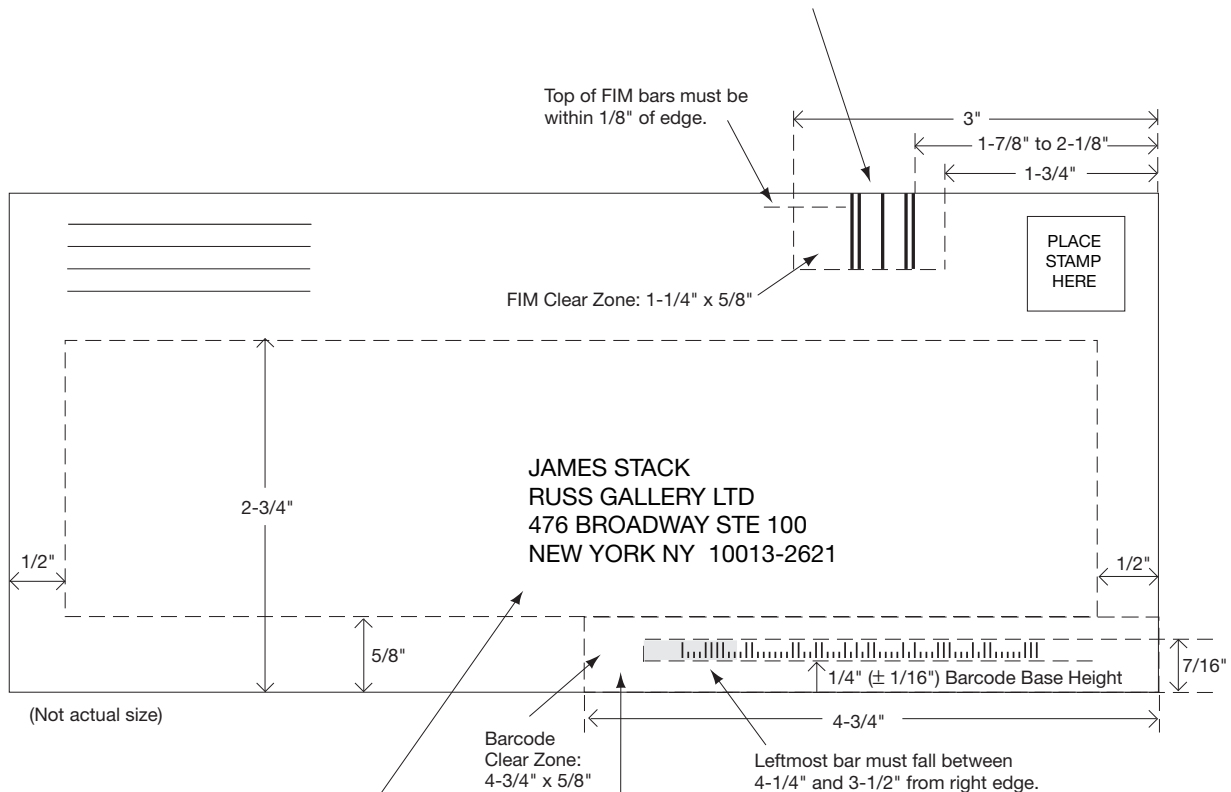 Top of FIM bars must be
within 1/8" of edge.
3"
1-7/8" to 2-1/8"
1-3/4"
PLACE
STAMP
HERE
FIM Clear Zone: 1-1/4" x 5/8"
JAMES STACK
RUSS GALLERY LTD
476 BROADWAY STE 100
NEW YORK NY 10013-2621
2-3/4"
1/2"
1/2"
5/8"
7/16"
1/4" (± 1/16") Barcode Base Height
(Not actual size)
4-3/4"
Barcode
Clear Zone:
4-3/4" x 5/8"
Leftmost bar must fall between
4-1/4" and 3-1/2" from right edge.